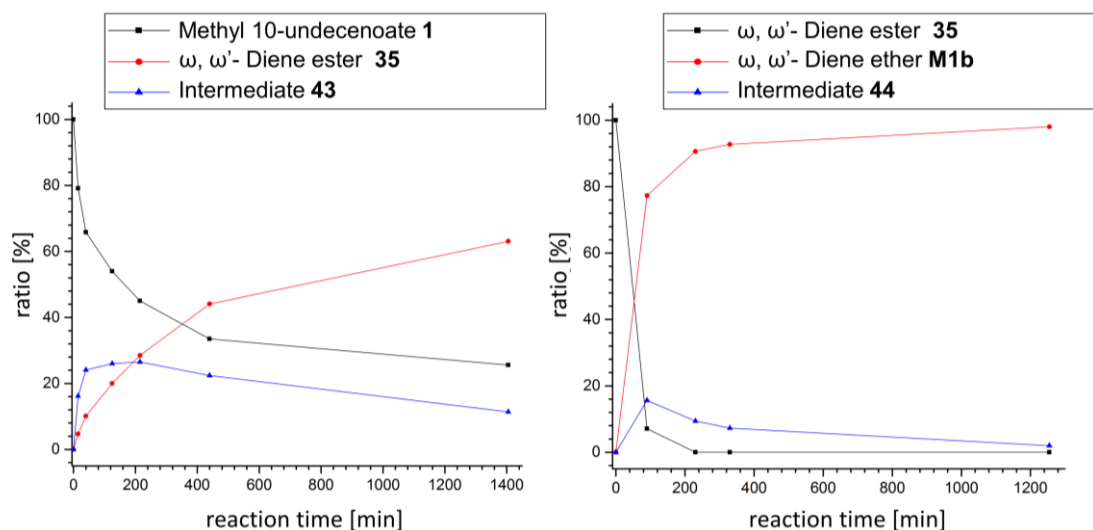 Methyl 10-undecenoate 1
ω, ω’- Diene ester 35
Intermediate 43
ratio [%]
100
80
60
40
20
0
0 200 400 600 800 1000 1200 1400
reaction time [min]
ω, ω’- Diene ester 35
ω, ω’- Diene ether M1b
Intermediate 44
ratio [%]
100
80
60
40
20
0
0 200 400 600 800 1000 1200
reaction time [min]